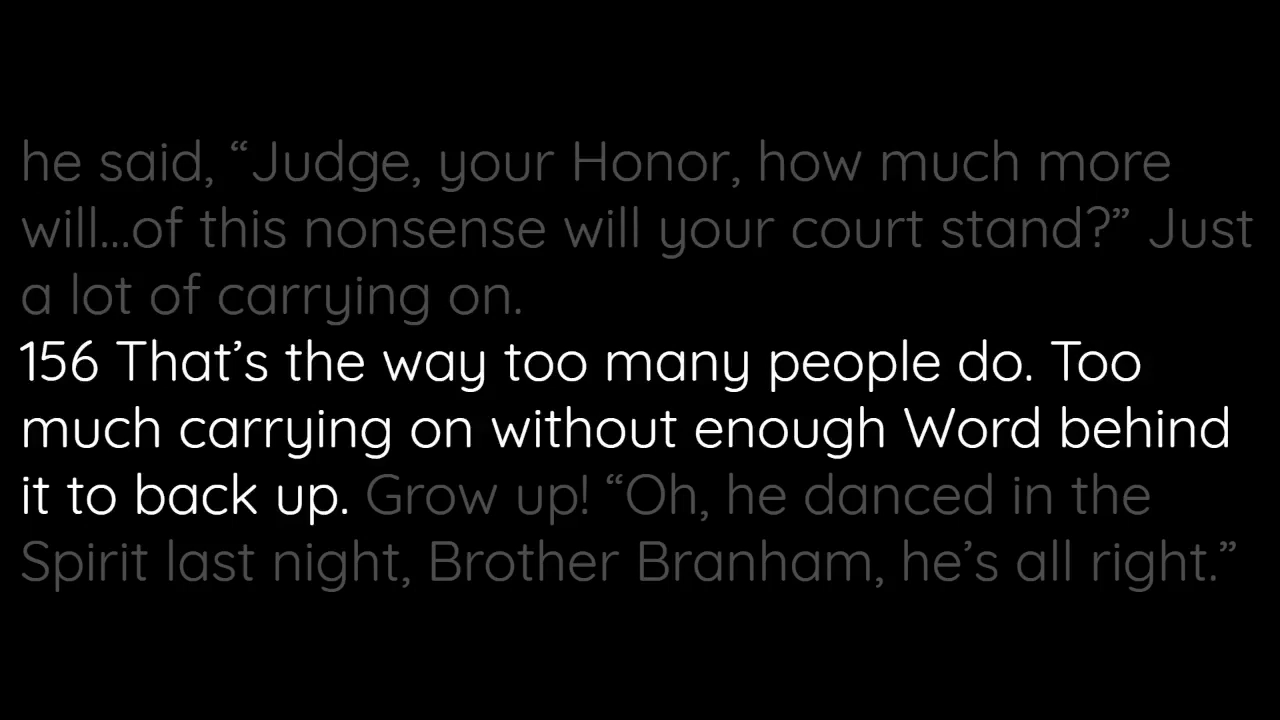 he said, “Judge, your Honor, how much more
will...of this nonsense will your court stand?” Just
a lot of carrying on.
156 That’s the way too many people do. Too
much carrying on without enough Word behind
it to back up. Grow up! “Oh, he danced in the
Spirit last night, Brother Branham, he’s all right.”